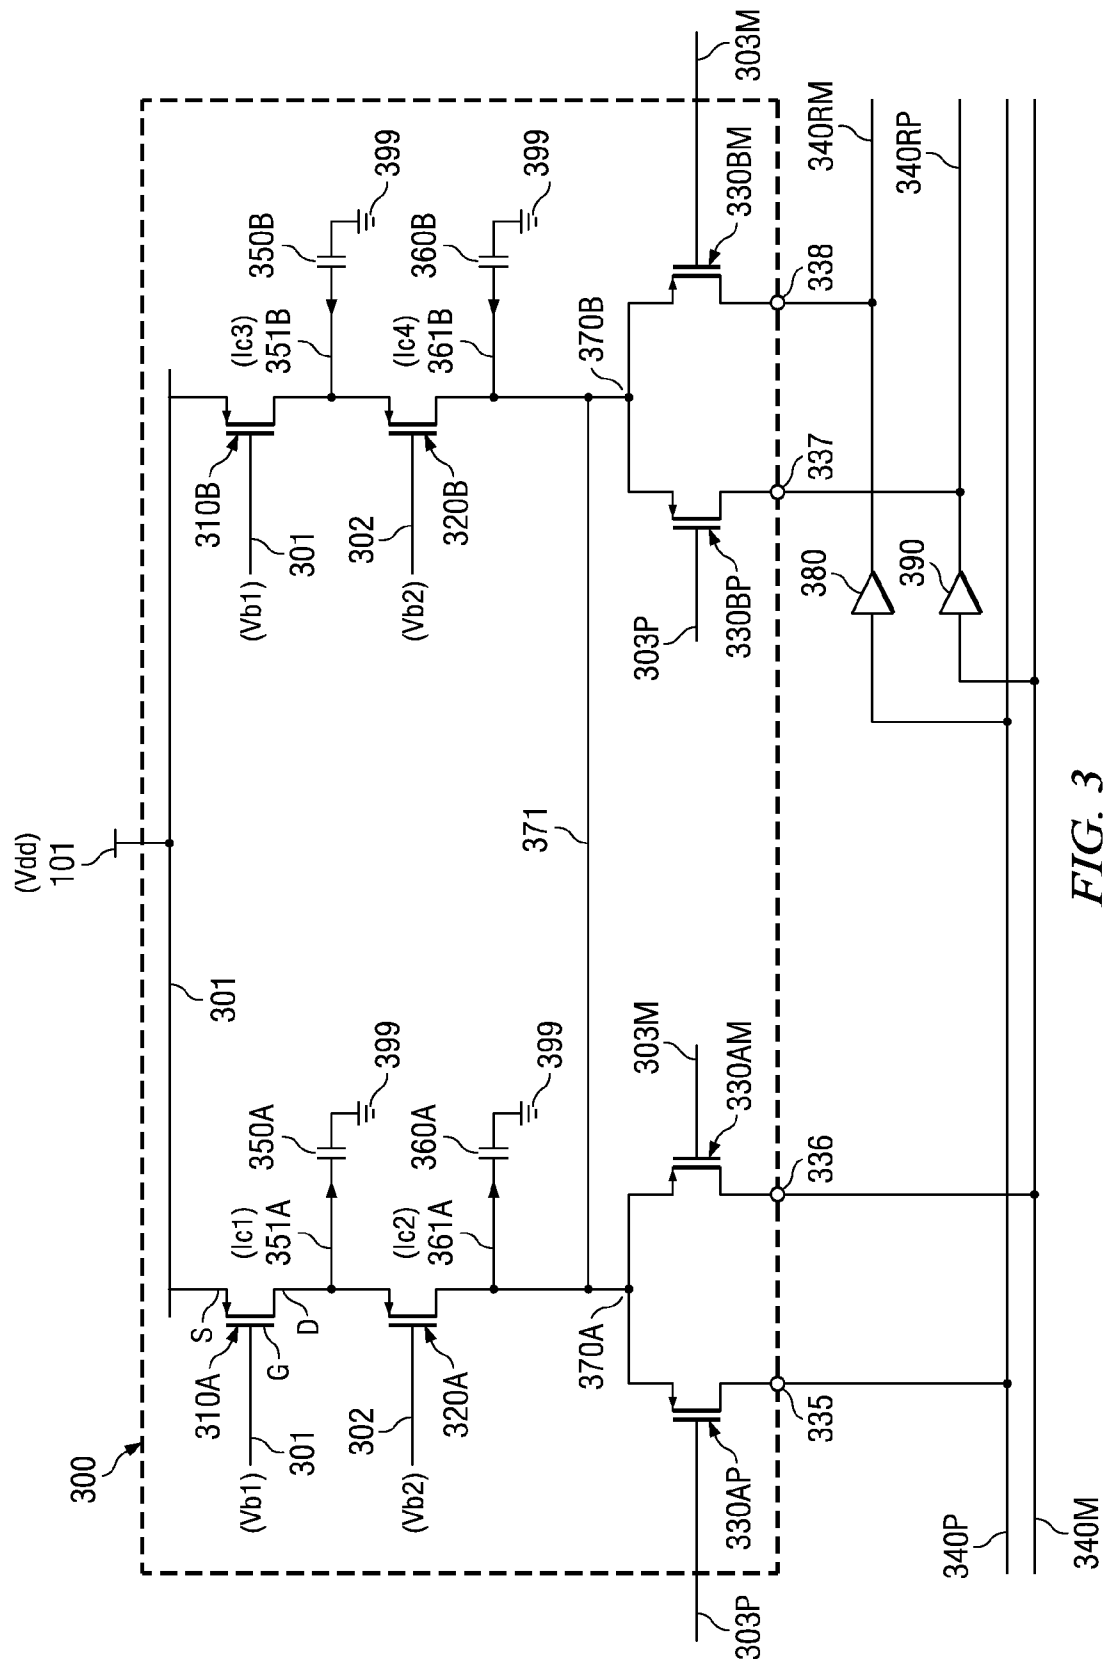 300
(Vdd)
101
301
S
310A
G
D
(Vb1)
301
(Ic1)
351A
350A
399
310B
(Vb1)
301
(Ic3)
351B
350B
399
(Vb2)
302
320A
(Ic2)
361A
360A
399
(Vb2)
302
320B
(Ic4)
361B
360B
399
371
370A
370B
303P
330AP
330AM
303M
303P
330BP
330BM
303M
335
336
337
338
380
390
340RM
340RP
340P
340M
FIG. 3